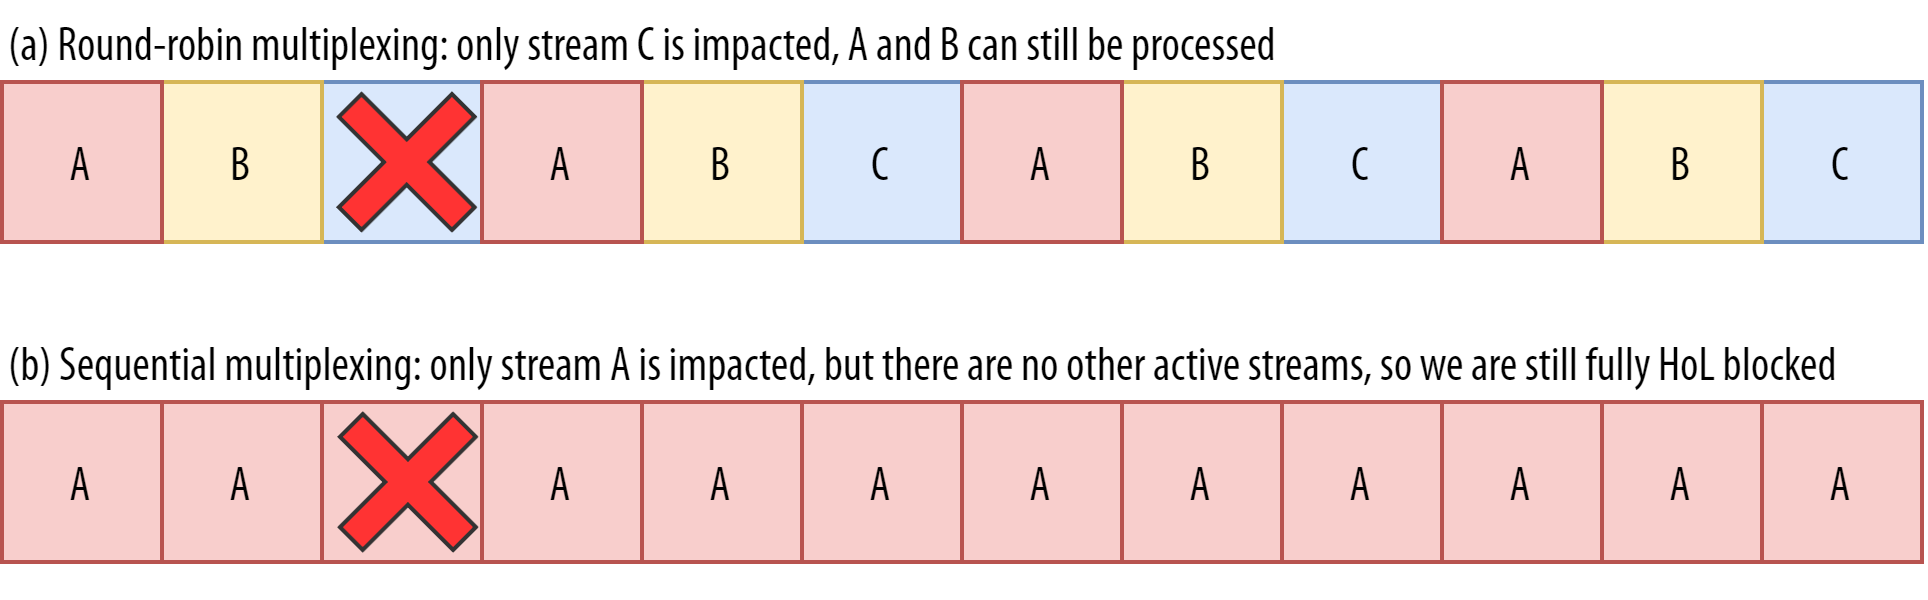 (a) Round-robin multiplexing: only stream C is impacted, A and B can still be processed
A B A B C A B C A B C
(b) Sequential multiplexing: only stream A is impacted, but there are no other active streams, so we are still fully HoL blocked
A A A A A A A A A A A